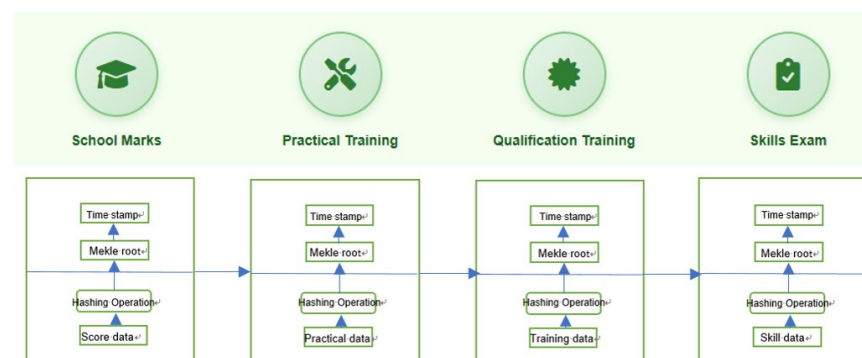 School Marks
Practical Training
Qualification Training
Skills Exam
Time stamp
Mekle root
Hashing Operation
Score data
Time stamp
Mekle root
Hashing Operation
Practical data
Time stamp
Mekle root
Hashing Operation
Training data
Time stamp
Mekle root
Hashing Operation
Skill data